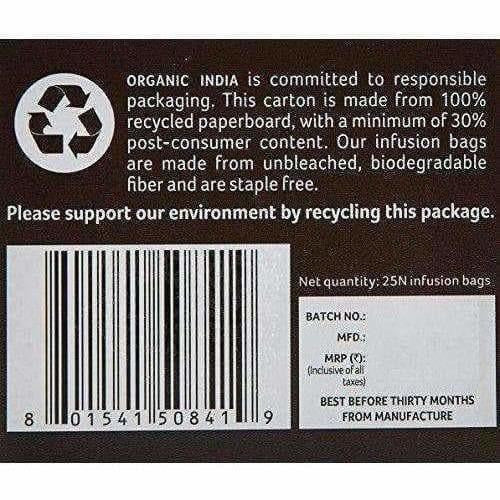 ORGANIC INDIA is committed to responsible
packaging. This carton is made from 100%
recycled paperboard, with a minimum of 30%
post-consumer content. Our infusion bags
are made from unbleached, biodegradable
fiber and are staple free.
Please support our environment by recycling this package.
Net quantity: 25N infusion bags
BATCH NO.:
MFD.:
MRP (₹):
(Inclusive of all
taxes)
BEST BEFORE THIRTY MONTHS
FROM MANUFACTURE
8 01541 50841 9